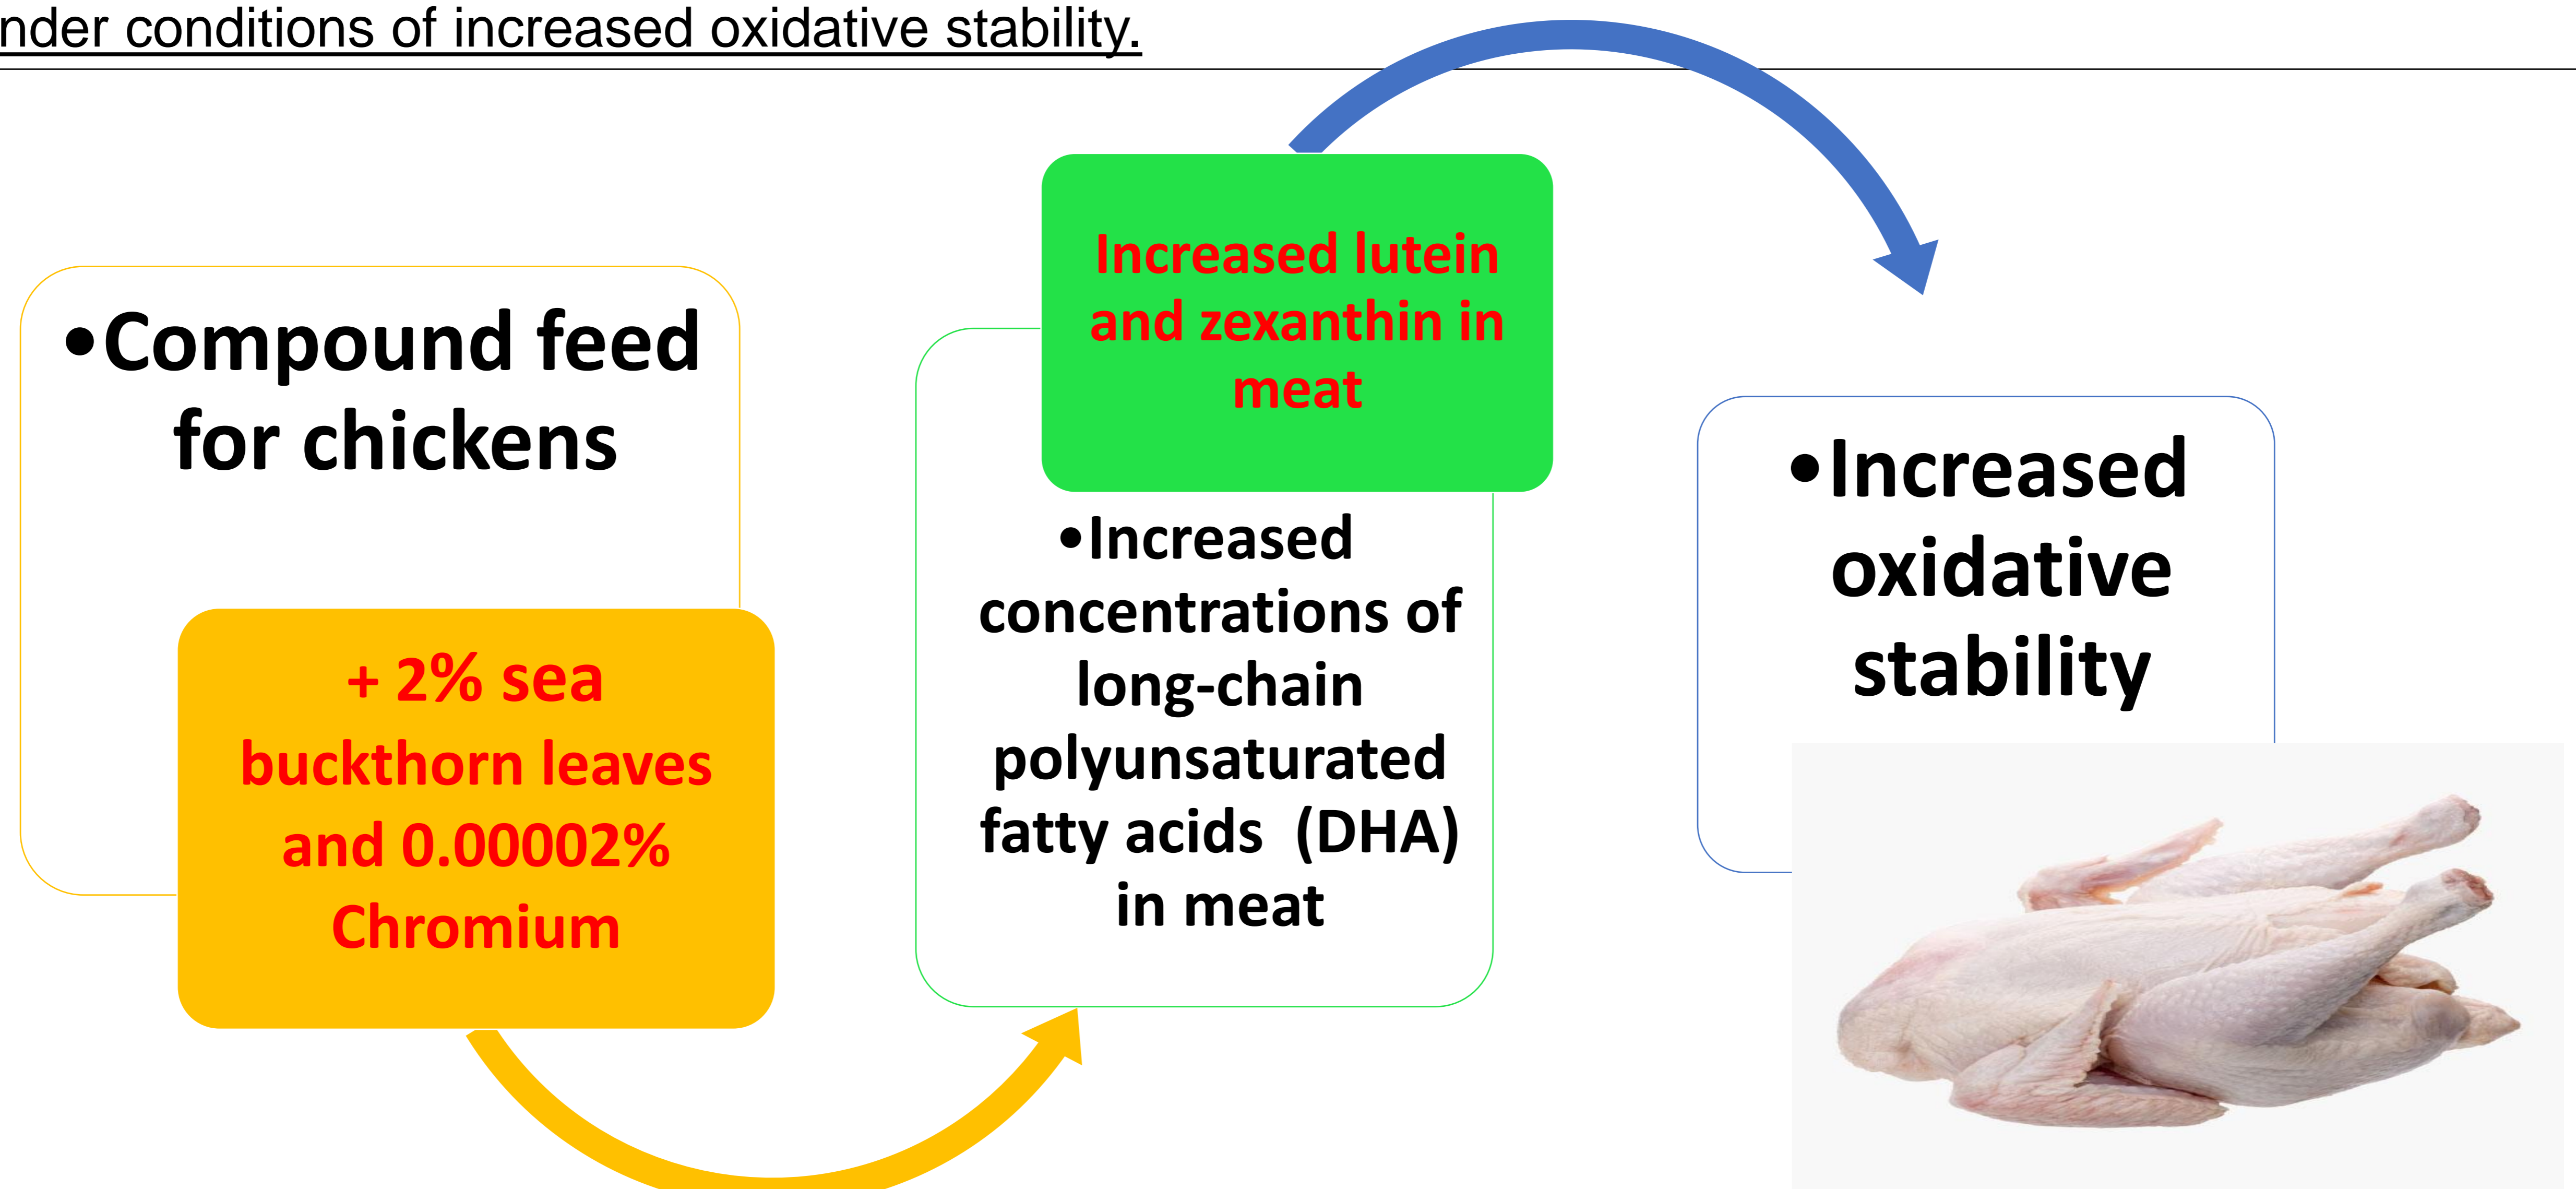 nder conditions of increased oxidative stability.
•Compound feed
for chickens
+ 2% sea
buckthorn leaves
and 0.00002%
Chromium
Increased lutein
and zexanthin in
meat
•Increased
concentrations of
long-chain
polyunsaturated
fatty acids  (DHA)
in meat
•Increased
oxidative
stability